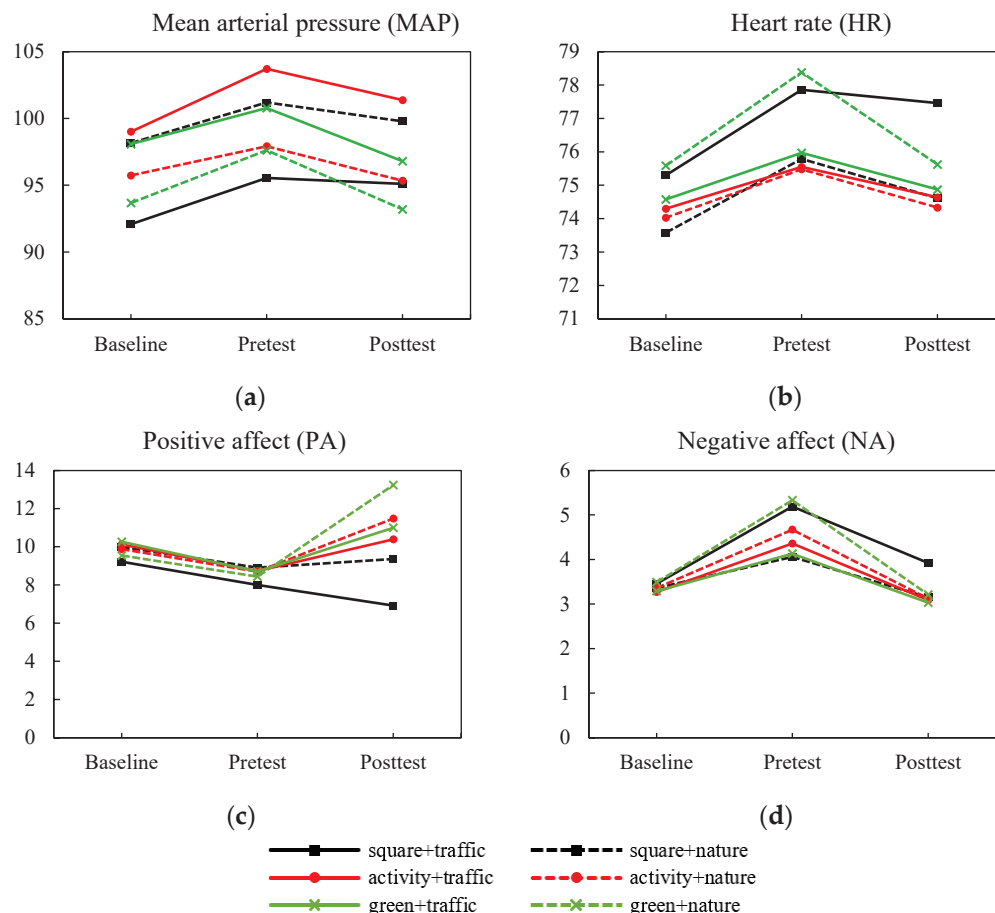 Mean arterial pressure (MAP)
105
100
95
90
85
Baseline Pretest Posttest
(a)
Heart rate (HR)
79
78
77
76
75
74
73
72
71
Baseline Pretest Posttest
(b)
Positive affect (PA)
14
12
10
8
6
4
2
0
Baseline Pretest Posttest
(c)
Negative affect (NA)
6
5
4
3
2
1
0
Baseline Pretest Posttest
(d)
square+traffic square+nature
activity+traffic activity+nature
green+traffic green+nature